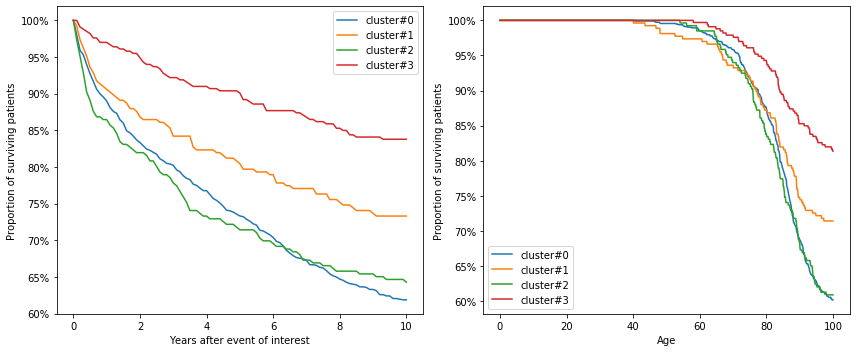 Proportion of surviving patients
100%
95%
90%
85%
80%
75%
70%
65%
60%
0
2
4
6
8
10
Years after event of interest
cluster#0
cluster#1
cluster#2
cluster#3
Proportion of surviving patients
100%
95%
90%
85%
80%
75%
70%
65%
60%
0
20
40
60
80
100
Age
cluster#0
cluster#1
cluster#2
cluster#3